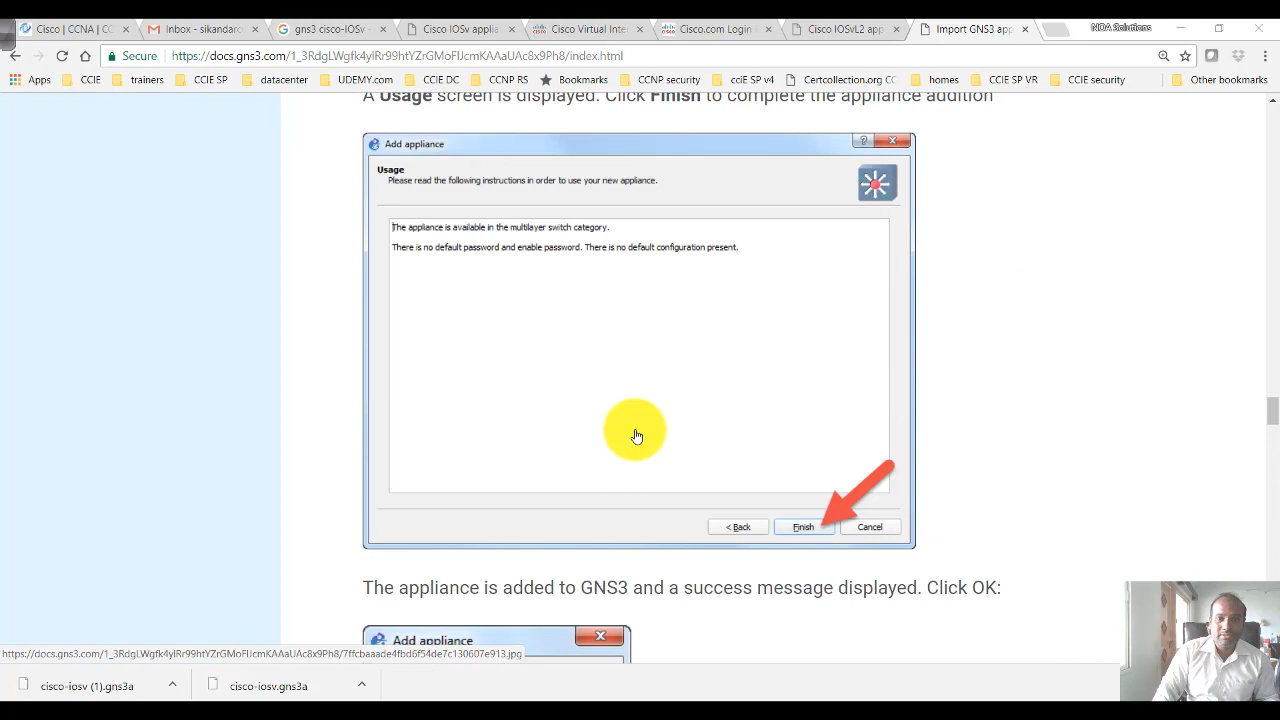 Cisco | CCNA | CC
Inbox - sikandar
gns3 cisco-IOSv -
Cisco IOSv applia
Cisco Virtual Inter
Cisco.com Login
Cisco IOSvL2 app
Import GNS3 app
NOA Solutions
Secure
https://docs.gns3.com/1_3RdgLWgfk4yIRr99htYZrGMoFIUcmKAAaUAc8x9Ph8/index.html
Apps
CCIE
trainers
CCIE SP
datacenter
UDEMY.com
CCIE DC
CCNP RS
Bookmarks
CCNP security
ccie SP v4
Certcollection.org CC
homes
CCIE SP VR
CCIE security
Other bookmarks
A Usage screen is displayed. Click Finish to complete the appliance addition
Add appliance
Usage
Please read the following instructions in order to use your new appliance.
The appliance is available in the multilayer switch category.
There is no default password and enable password. There is no default configuration present.
< Back
Finish
Cancel
The appliance is added to GNS3 and a success message displayed. Click OK:
Add appliance
https://docs.gns3.com/1_3RdgLWgfk4yIRr99htYZrGMoFIUcmKAAaUAc8x9Ph8/7ffcbaaade4fbd6f54de7c130607e913.jpg
cisco-iosv (1).gns3a
cisco-iosv.gns3a